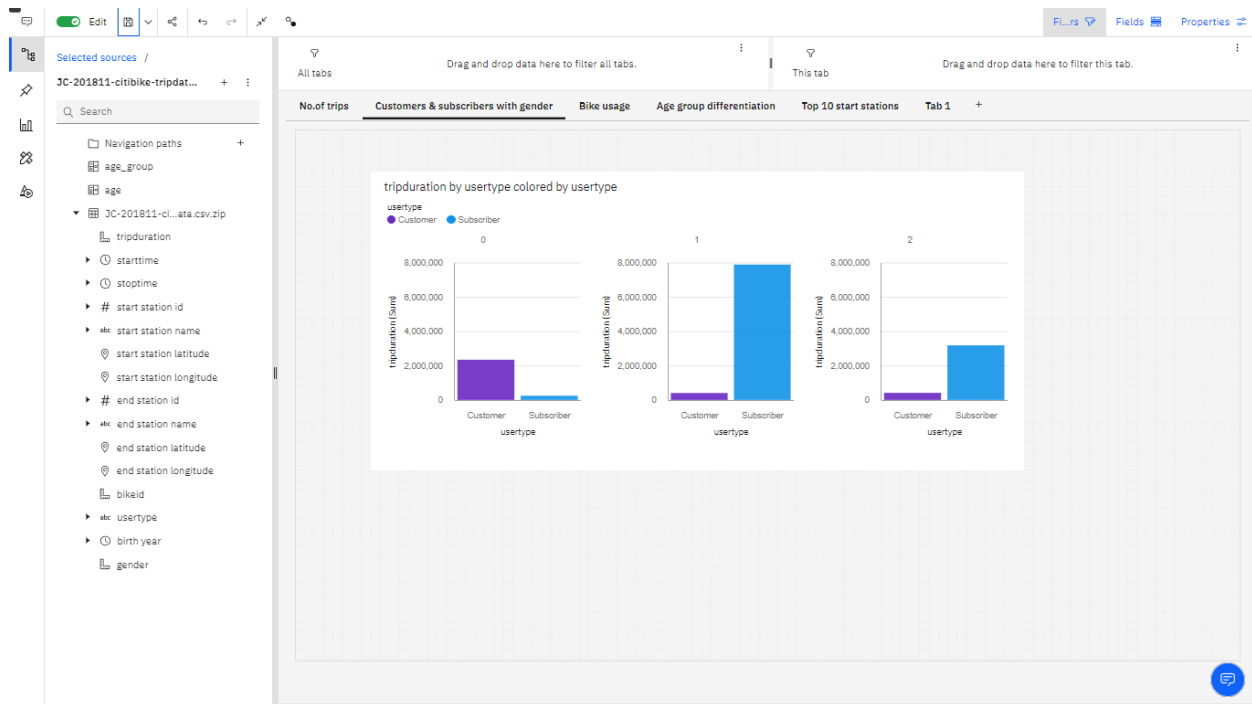 Edit
Fi...rs
Fields
Properties
Selected sources /
JC-201811-citibike-tripdat...
Search
Navigation paths
age_group
age
JC-201811-ci...ata.csv.zip
tripduration
starttime
stoptime
# start station id
abc start station name
start station latitude
start station longitude
# end station id
abc end station name
end station latitude
end station longitude
bikeid
abc usertype
birth year
gender
All tabs
Drag and drop data here to filter all tabs.
This tab
Drag and drop data here to filter this tab.
No.of trips
Customers & subscribers with gender
Bike usage
Age group differentiation
Top 10 start stations
Tab 1
tripduration by usertype colored by usertype
usertype
Customer Subscriber
0
8,000,000
6,000,000
4,000,000
2,000,000
0
tripduration (Sum)
Customer Subscriber
usertype
1
8,000,000
6,000,000
4,000,000
2,000,000
0
tripduration (Sum)
Customer Subscriber
usertype
2
8,000,000
6,000,000
4,000,000
2,000,000
0
tripduration (Sum)
Customer Subscriber
usertype